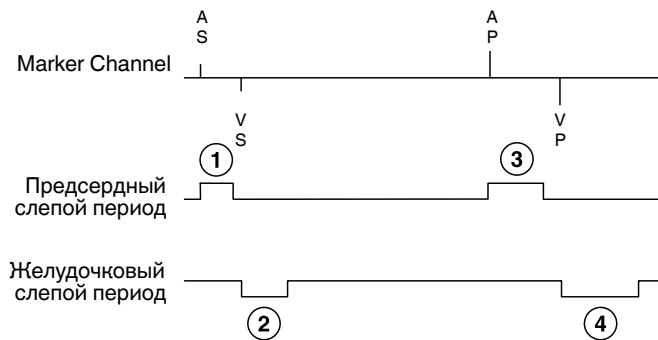 A
S
A
P
Marker Channel
V
S
V
P
1
3
Предсердный
слепой период
Желудочковый
слепой период
2
4